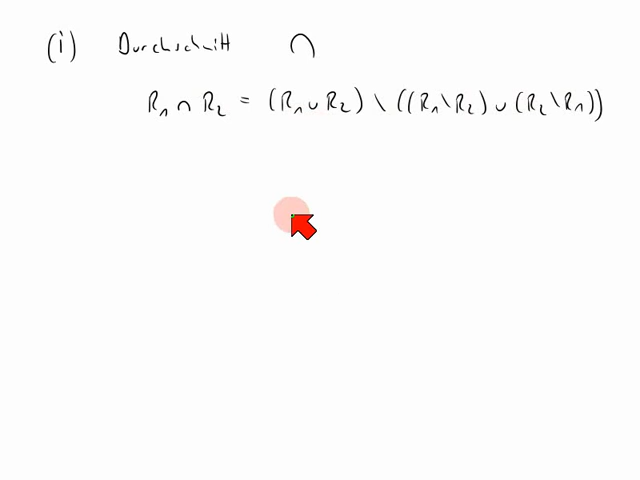 (i) Durchschnitt ∩
R₁ ∩ R₂ = (R₁ ∪ R₂) \ ((R₁\R₂) ∪ (R₂\R₁))